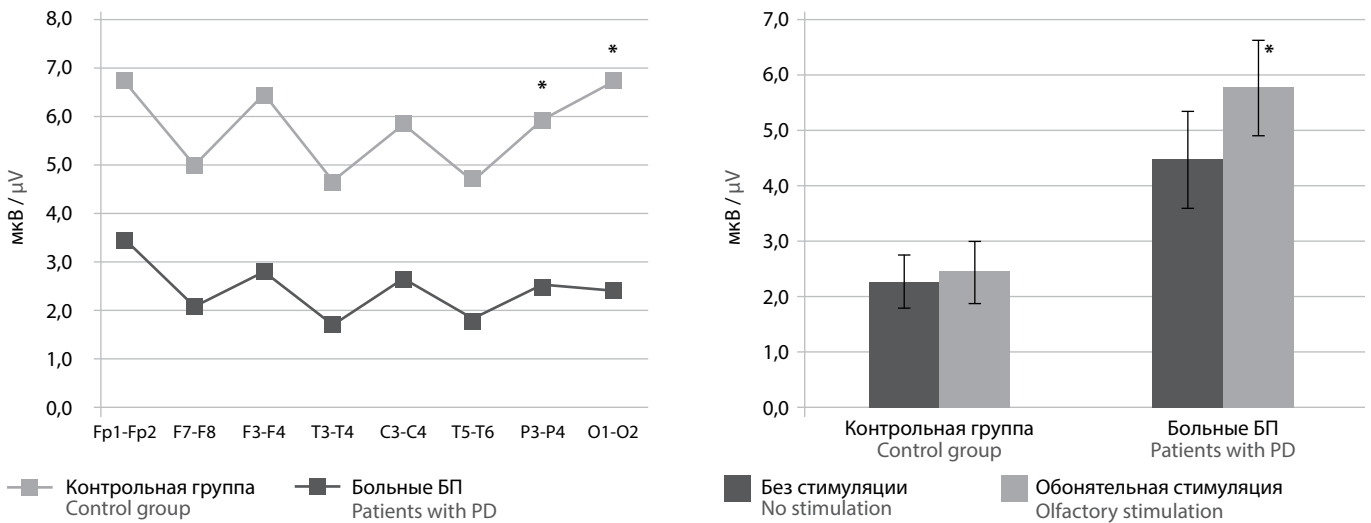 8,0
7,0
6,0
5,0
4,0
3,0
2,0
1,0
0,0
мкВ / µV
*
*
Fp1-Fp2 F7-F8 F3-F4 T3-T4 C3-C4 T5-T6 P3-P4 O1-O2
Контрольная группа
Control group
Больные БП
Patients with PD
7,0
6,0
5,0
4,0
3,0
2,0
1,0
0,0
мкВ / µV
*
Контрольная группа
Control group
Больные БП
Patients with PD
Без стимуляции
No stimulation
Обонятельная стимуляция
Olfactory stimulation